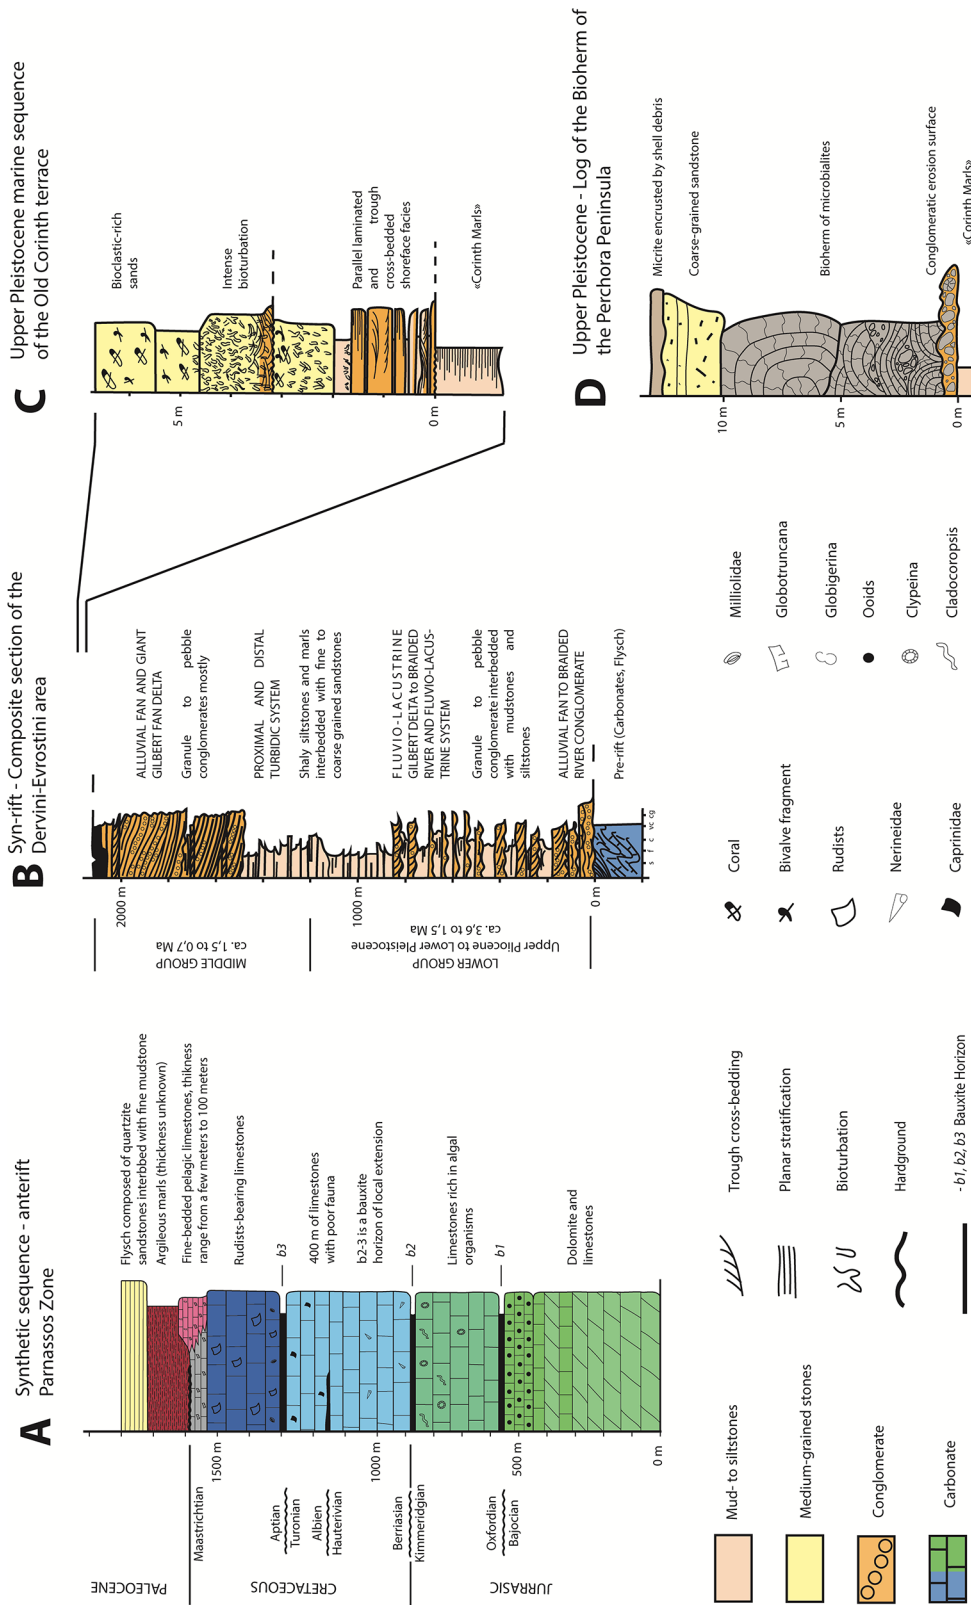 A
Synthetic sequence - anterift
Parnassos Zone
PALEOCENE
CRETACEOUS
JURRASIC
Maastrichtian
Aptian
Turonian
Albien
Hauterivian
Berriasian
Kimmeridgian
Oxfordian
Bajocian
1500 m
1000 m
500 m
0 m
Flysch composed of quartzite
sandstones interbbed with fine mudstone
Argileous marls (thickness unknown)
Fine-bedded pelagic limestones, thikness
range from a few meters to 100 meters
Rudists-bearing limestones
b3
400 m of limestones
with poor fauna
b2-3 is a bauxite
horizon of local extension
b2
Limestones rich in algal
organisms
b1
Dolomite and
limestones
B
Syn-rift - Composite section of the
Dervini-Evrostini area
MIDDLE GROUP
ca. 1,5 to 0,7 Ma
LOWER GROUP
Upper Pliocene to Lower Pleistocene
ca. 3,6 to 1,5 Ma
2000 m
1000 m
0 m
s f c vc cg
ALLUVIAL FAN AND GIANT
GILBERT FAN DELTA
Granule to pebble
conglomerates mostly
PROXIMAL AND DISTAL
TURBIDIC SYSTEM
Shaly siltstones and marls
interbedded with fine to
coarse grained sandstones
FLUVIO-LACUSTRINE
GILBERT DELTA to BRAIDED
RIVER AND FLUVIO-LACUS-
TRINE SYSTEM
Granule to pebble
conglomerate interbedded
with mudstones and
siltstones
ALLUVIAL FAN TO BRAIDED
RIVER CONGLOMERATE
Pre-rift (Carbonates, Flysch)
C
Upper Pleistocene marine sequence
of the Old Corinth terrace
5 m
0 m
Bioclastic-rich
sands
Intense
bioturbation
Parallel laminated
and trough
cross-bedded
shoreface facies
«Corinth Marls»
D
Upper Pleistocene - Log of the Bioherm of
the Perchora Peninsula
10 m
5 m
0 m
Micrite encrusted by shell debris
Coarse-grained sandstone
Bioherm of microbialites
Conglomeratic erosion surface
«Corinth Marls»
Mud- to siltstones
Medium-grained stones
Conglomerate
Carbonate
Trough cross-bedding
Planar stratification
Bioturbation
Hardground
- b1, b2, b3 Bauxite Horizon
Coral
Bivalve fragment
Rudists
Nerineidae
Caprinidae
Milliolidae
Globotruncana
Globigerina
Ooids
Clypeina
Cladocoropsis